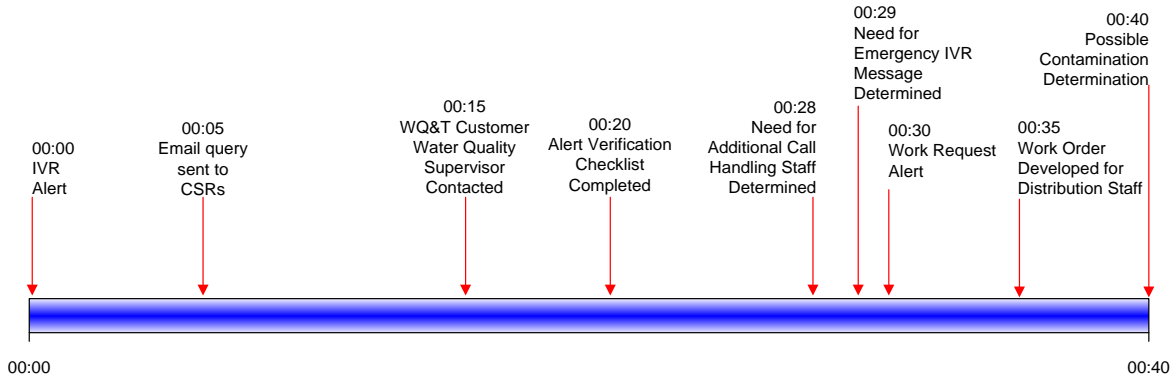 00:00
IVR
Alert
00:05
Email query
sent to
CSRs
00:15
WQ&T Customer
Water Quality
Supervisor
Contacted
00:20
Alert Verification
Checklist
Completed
00:28
Need for
Additional Call
Handling Staff
Determined
00:29
Need for
Emergency IVR
Message
Determined
00:30
Work Request
Alert
00:35
Work Order
Developed for
Distribution Staff
00:40
Possible
Contamination
Determination
00:00
00:40